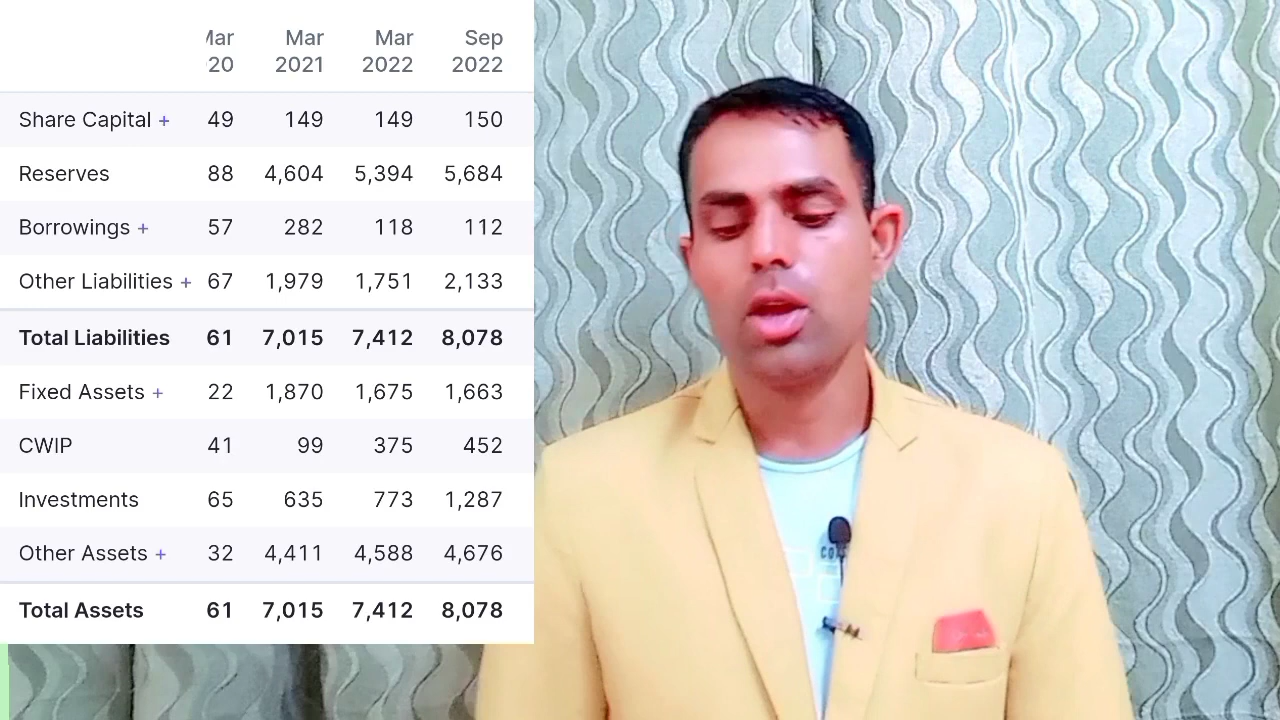 Mar Mar Mar Sep
20 2021 2022 2022
Share Capital + 49 149 149 150
Reserves 88 4,604 5,394 5,684
Borrowings + 57 282 118 112
Other Liabilities + 67 1,979 1,751 2,133
Total Liabilities 61 7,015 7,412 8,078
Fixed Assets + 22 1,870 1,675 1,663
CWIP 41 99 375 452
Investments 65 635 773 1,287
Other Assets + 32 4,411 4,588 4,676
Total Assets 61 7,015 7,412 8,078